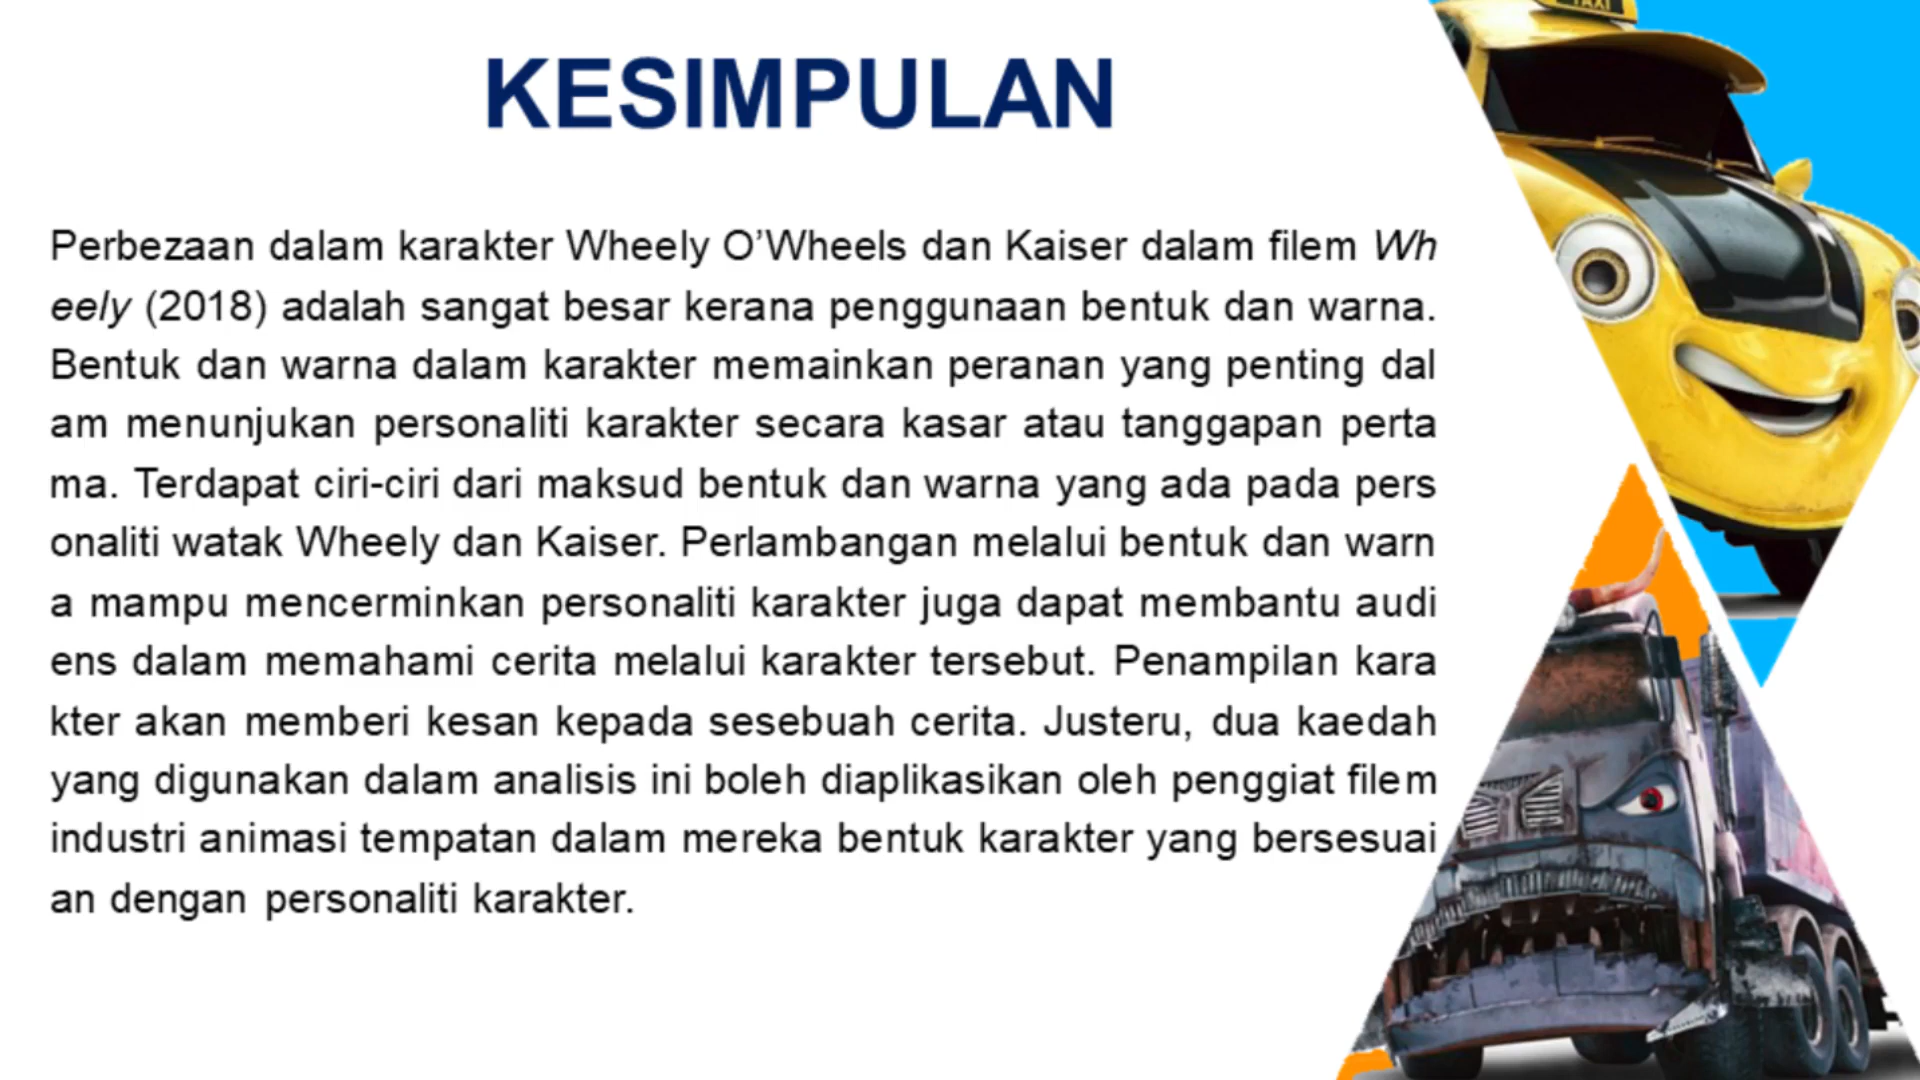 TAXI
KESIMPULAN
Perbezaan dalam karakter Wheely O’Wheels dan Kaiser dalam filem Wh
eely (2018) adalah sangat besar kerana penggunaan bentuk dan warna.
Bentuk dan warna dalam karakter memainkan peranan yang penting dal
am menunjukan personaliti karakter secara kasar atau tanggapan perta
ma. Terdapat ciri-ciri dari maksud bentuk dan warna yang ada pada pers
onaliti watak Wheely dan Kaiser. Perlambangan melalui bentuk dan warn
a mampu mencerminkan personaliti karakter juga dapat membantu audi
ens dalam memahami cerita melalui karakter tersebut. Penampilan kara
kter akan memberi kesan kepada sesebuah cerita. Justeru, dua kaedah
yang digunakan dalam analisis ini boleh diaplikasikan oleh penggiat filem
industri animasi tempatan dalam mereka bentuk karakter yang bersesuai
an dengan personaliti karakter.